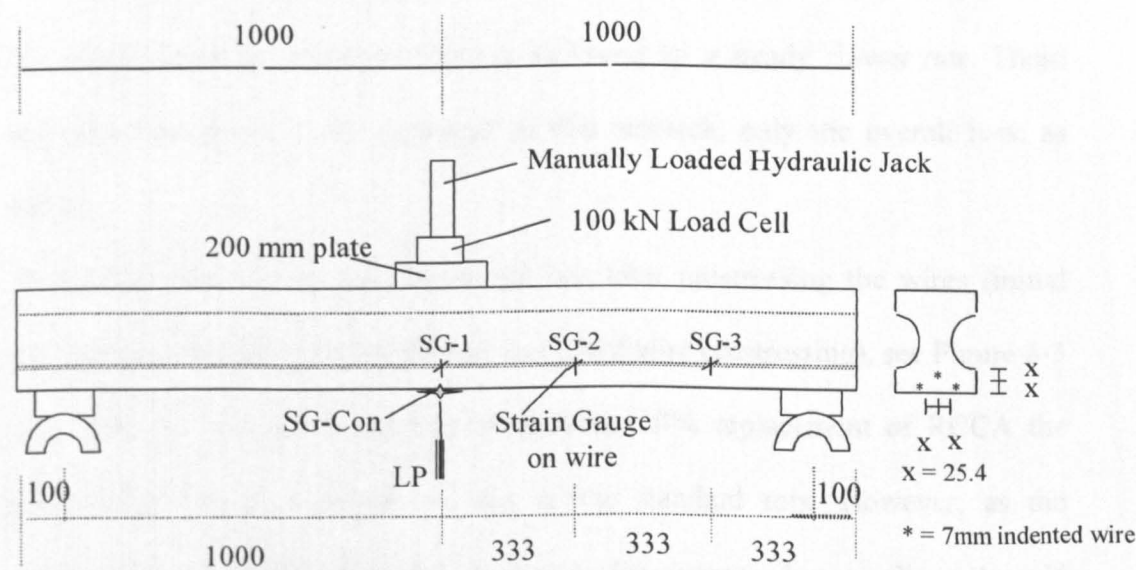 1000 1000
Manually Loaded Hydraulic Jack
100 kN Load Cell
200 mm plate
SG-1 SG-2 SG-3
SG-Con
Strain Gauge
on wire
LP
x
x
x x
x = 25.4
* = 7mm indented wire
100 100
1000 333 333 333